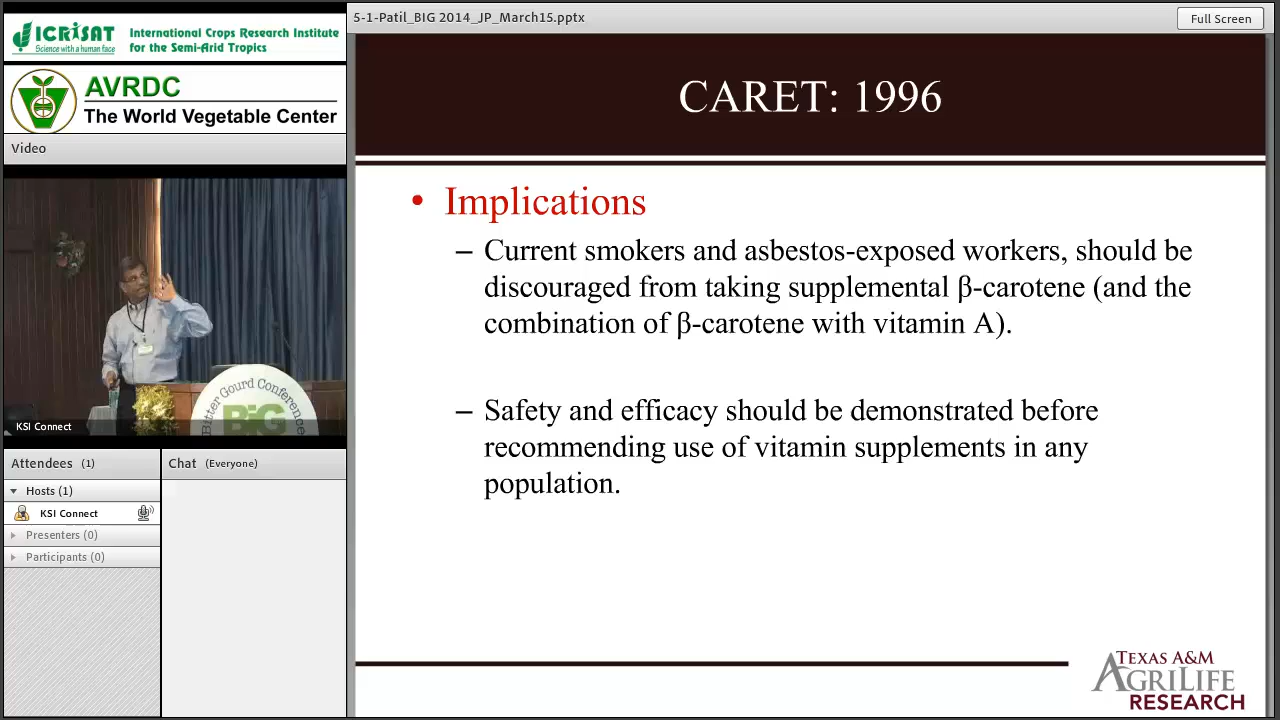 5-1-Patil_BIG 2014_JP_March15.pptx
Full Screen
ICRISAT
Science with a human face
International Crops Research Institute
for the Semi-Arid Tropics
AVRDC
The World Vegetable Center
Video
Bitter Gourd Conference
BiG
KSI Connect
Attendees (1)
Hosts (1)
KSI Connect
Presenters (0)
Participants (0)
Chat (Everyone)
CARET: 1996
• Implications
– Current smokers and asbestos-exposed workers, should be
discouraged from taking supplemental β-carotene (and the
combination of β-carotene with vitamin A).
– Safety and efficacy should be demonstrated before
recommending use of vitamin supplements in any
population.
TEXAS A&M
AGRILIFE
RESEARCH